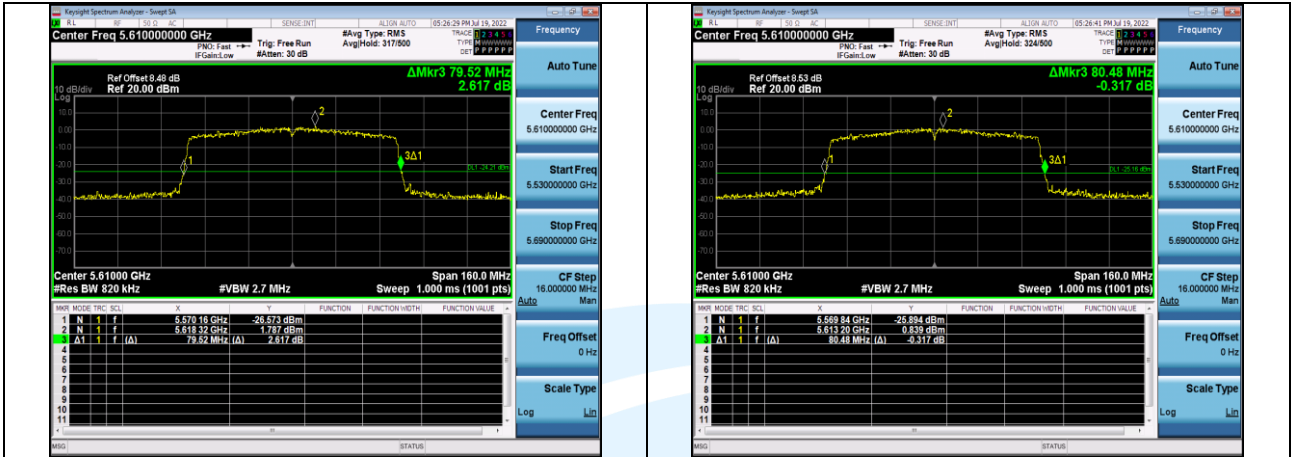 Keysight Spectrum Analyzer - Swept SA
RL RF 50 Ω AC SENSE:INT ALIGN AUTO 05:26:29 PM Jul 19, 2022
Center Freq 5.610000000 GHz
#Avg Type: RMS
TRACE 1 2 3 4 5 6
PNO: Fast Trig: Free Run Avg|Hold: 317/500
TYPE MWWWWW
IFGain:Low #Atten: 30 dB
DET P P P P P P
Frequency
Auto Tune
ΔMkr3 79.52 MHz
2.617 dB
Ref Offset 8.48 dB
10 dB/div Ref 20.00 dBm
Log
10.0
0.00
-10.0
-20.0
-30.0
-40.0
-50.0
-60.0
-70.0
2
1
3Δ1
DL1 -24.21 dBm
Center 5.61000 GHz Span 160.0 MHz
#Res BW 820 kHz #VBW 2.7 MHz Sweep 1.000 ms (1001 pts)
MKR MODE TRC SCL X Y FUNCTION FUNCTION WIDTH FUNCTION VALUE
1 N 1 f 5.570 16 GHz -26.573 dBm
2 N 1 f 5.618 32 GHz 1.787 dBm
3 Δ1 1 f (Δ) 79.52 MHz (Δ) 2.617 dB
4
5
6
7
8
9
10
11
Center Freq
5.610000000 GHz
Start Freq
5.530000000 GHz
Stop Freq
5.690000000 GHz
CF Step
16.000000 MHz
Auto Man
Freq Offset
0 Hz
Scale Type
Log Lin
MSG STATUS
Keysight Spectrum Analyzer - Swept SA
RL RF 50 Ω AC SENSE:INT ALIGN AUTO 05:26:41 PM Jul 19, 2022
Center Freq 5.610000000 GHz
#Avg Type: RMS
TRACE 1 2 3 4 5 6
PNO: Fast Trig: Free Run Avg|Hold: 324/500
TYPE MWWWWW
IFGain:Low #Atten: 30 dB
DET P P P P P P
Frequency
Auto Tune
ΔMkr3 80.48 MHz
-0.317 dB
Ref Offset 8.53 dB
10 dB/div Ref 20.00 dBm
Log
10.0
0.00
-10.0
-20.0
-30.0
-40.0
-50.0
-60.0
-70.0
2
1
3Δ1
DL1 -25.16 dBm
Center 5.61000 GHz Span 160.0 MHz
#Res BW 820 kHz #VBW 2.7 MHz Sweep 1.000 ms (1001 pts)
MKR MODE TRC SCL X Y FUNCTION FUNCTION WIDTH FUNCTION VALUE
1 N 1 f 5.569 84 GHz -25.894 dBm
2 N 1 f 5.613 20 GHz 0.839 dBm
3 Δ1 1 f (Δ) 80.48 MHz (Δ) -0.317 dB
4
5
6
7
8
9
10
11
Center Freq
5.610000000 GHz
Start Freq
5.530000000 GHz
Stop Freq
5.690000000 GHz
CF Step
16.000000 MHz
Auto Man
Freq Offset
0 Hz
Scale Type
Log Lin
MSG STATUS